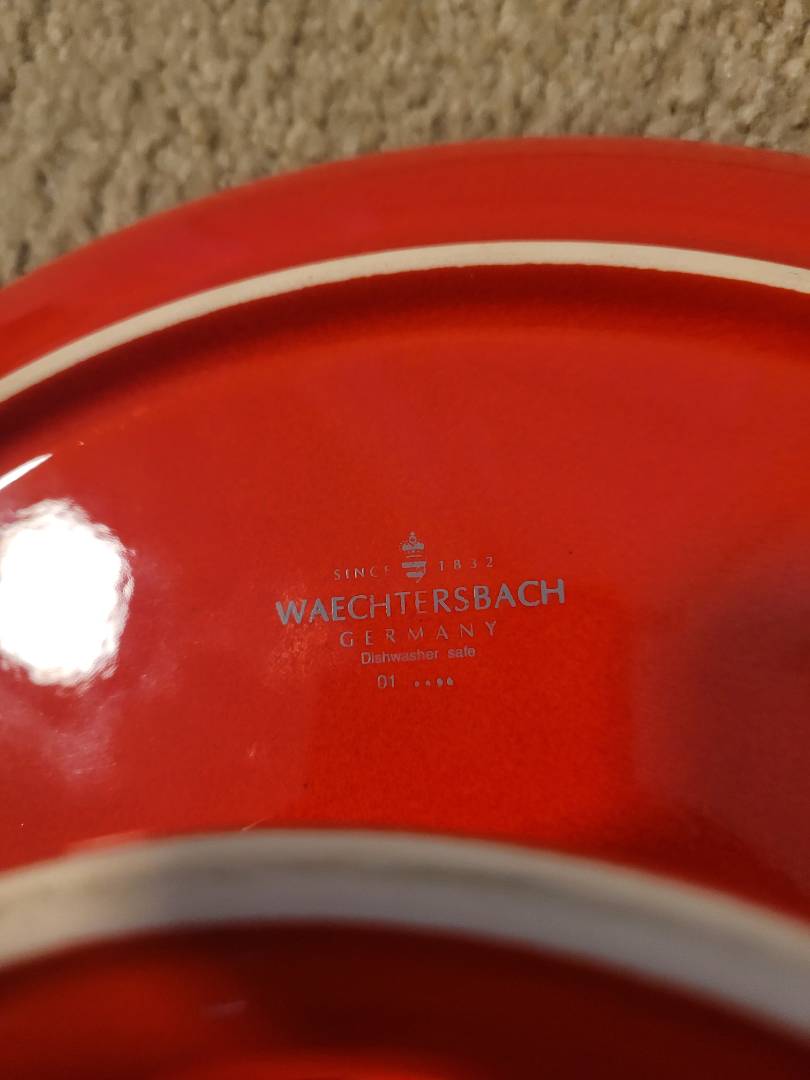 SINCE 1832
WAECHTERSBACH
GERMANY
Dishwasher safe
01 ....